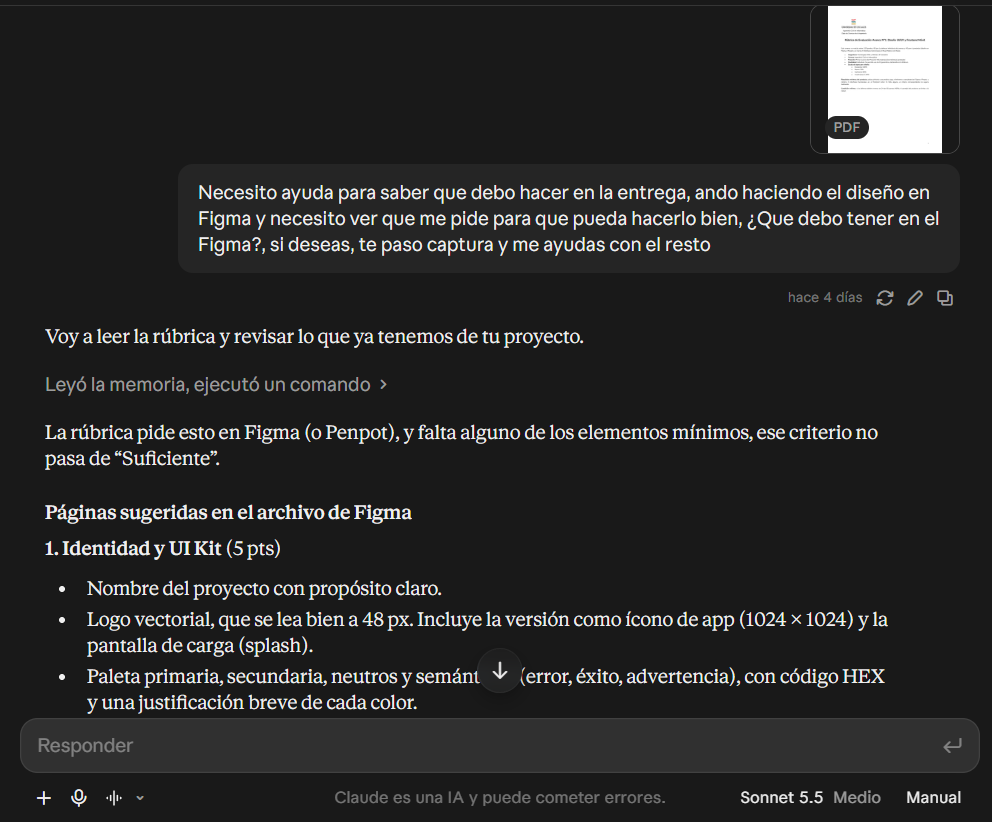 PDF
Necesito ayuda para saber que debo hacer en la entrega, ando haciendo el diseño en
Figma y necesito ver que me pide para que pueda hacerlo bien, ¿Que debo tener en el
Figma?, si deseas, te paso captura y me ayudas con el resto
hace 4 días
Voy a leer la rúbrica y revisar lo que ya tenemos de tu proyecto.
Leyó la memoria, ejecutó un comando >
La rúbrica pide esto en Figma (o Penpot), y falta alguno de los elementos mínimos, ese criterio no
pasa de “Suficiente”.
Páginas sugeridas en el archivo de Figma
1. Identidad y UI Kit (5 pts)
• Nombre del proyecto con propósito claro.
• Logo vectorial, que se lea bien a 48 px. Incluye la versión como ícono de app (1024 × 1024) y la
pantalla de carga (splash).
• Paleta primaria, secundaria, neutros y semánt (error, éxito, advertencia), con código HEX
y una justificación breve de cada color.
Responder
Claude es una IA y puede cometer errores.
Sonnet 5.5 Medio
Manual